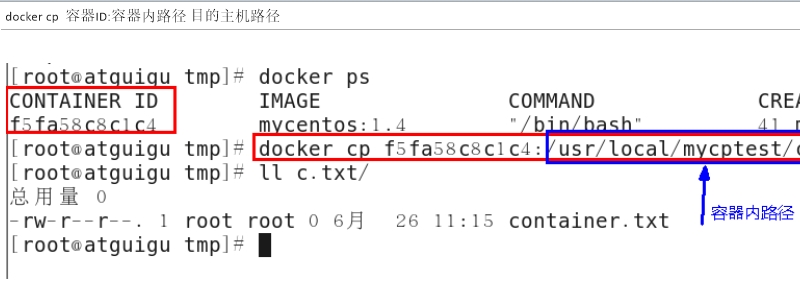 docker cp 容器ID:容器内路径 目的主机路径
[root@atguigu tmp]# docker ps
CONTAINER ID IMAGE COMMAND CREA
f5fa58c8c1c4 mycentos:1.4 "/bin/bash" 41 m
[root@atguigu tmp]# docker cp f5fa58c8c1c4:/usr/local/mycptest/c
[root@atguigu tmp]# ll c.txt/
总用量 0
-rw-r--r--. 1 root root 0 6月 26 11:15 container.txt
容器内路径
[root@atguigu tmp]#